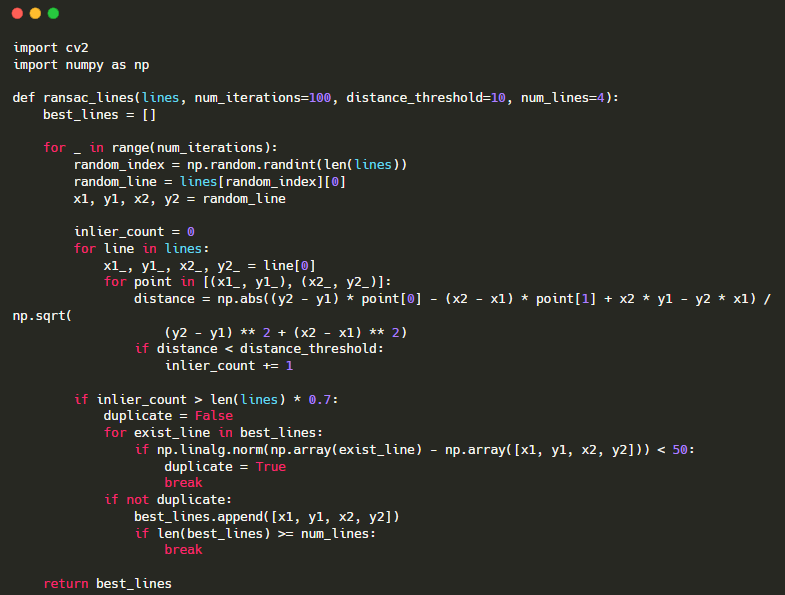 import cv2
import numpy as np

def ransac_lines(lines, num_iterations=100, distance_threshold=10, num_lines=4):
    best_lines = []

    for _ in range(num_iterations):
        random_index = np.random.randint(len(lines))
        random_line = lines[random_index][0]
        x1, y1, x2, y2 = random_line

        inlier_count = 0
        for line in lines:
            x1_, y1_, x2_, y2_ = line[0]
            for point in [(x1_, y1_), (x2_, y2_)]:
                distance = np.abs((y2 - y1) * point[0] - (x2 - x1) * point[1] + x2 * y1 - y2 * x1) /
np.sqrt(
                    (y2 - y1) ** 2 + (x2 - x1) ** 2)
                if distance < distance_threshold:
                    inlier_count += 1

        if inlier_count > len(lines) * 0.7:
            duplicate = False
            for exist_line in best_lines:
                if np.linalg.norm(np.array(exist_line) - np.array([x1, y1, x2, y2])) < 50:
                    duplicate = True
                    break
            if not duplicate:
                best_lines.append([x1, y1, x2, y2])
                if len(best_lines) >= num_lines:
                    break

    return best_lines